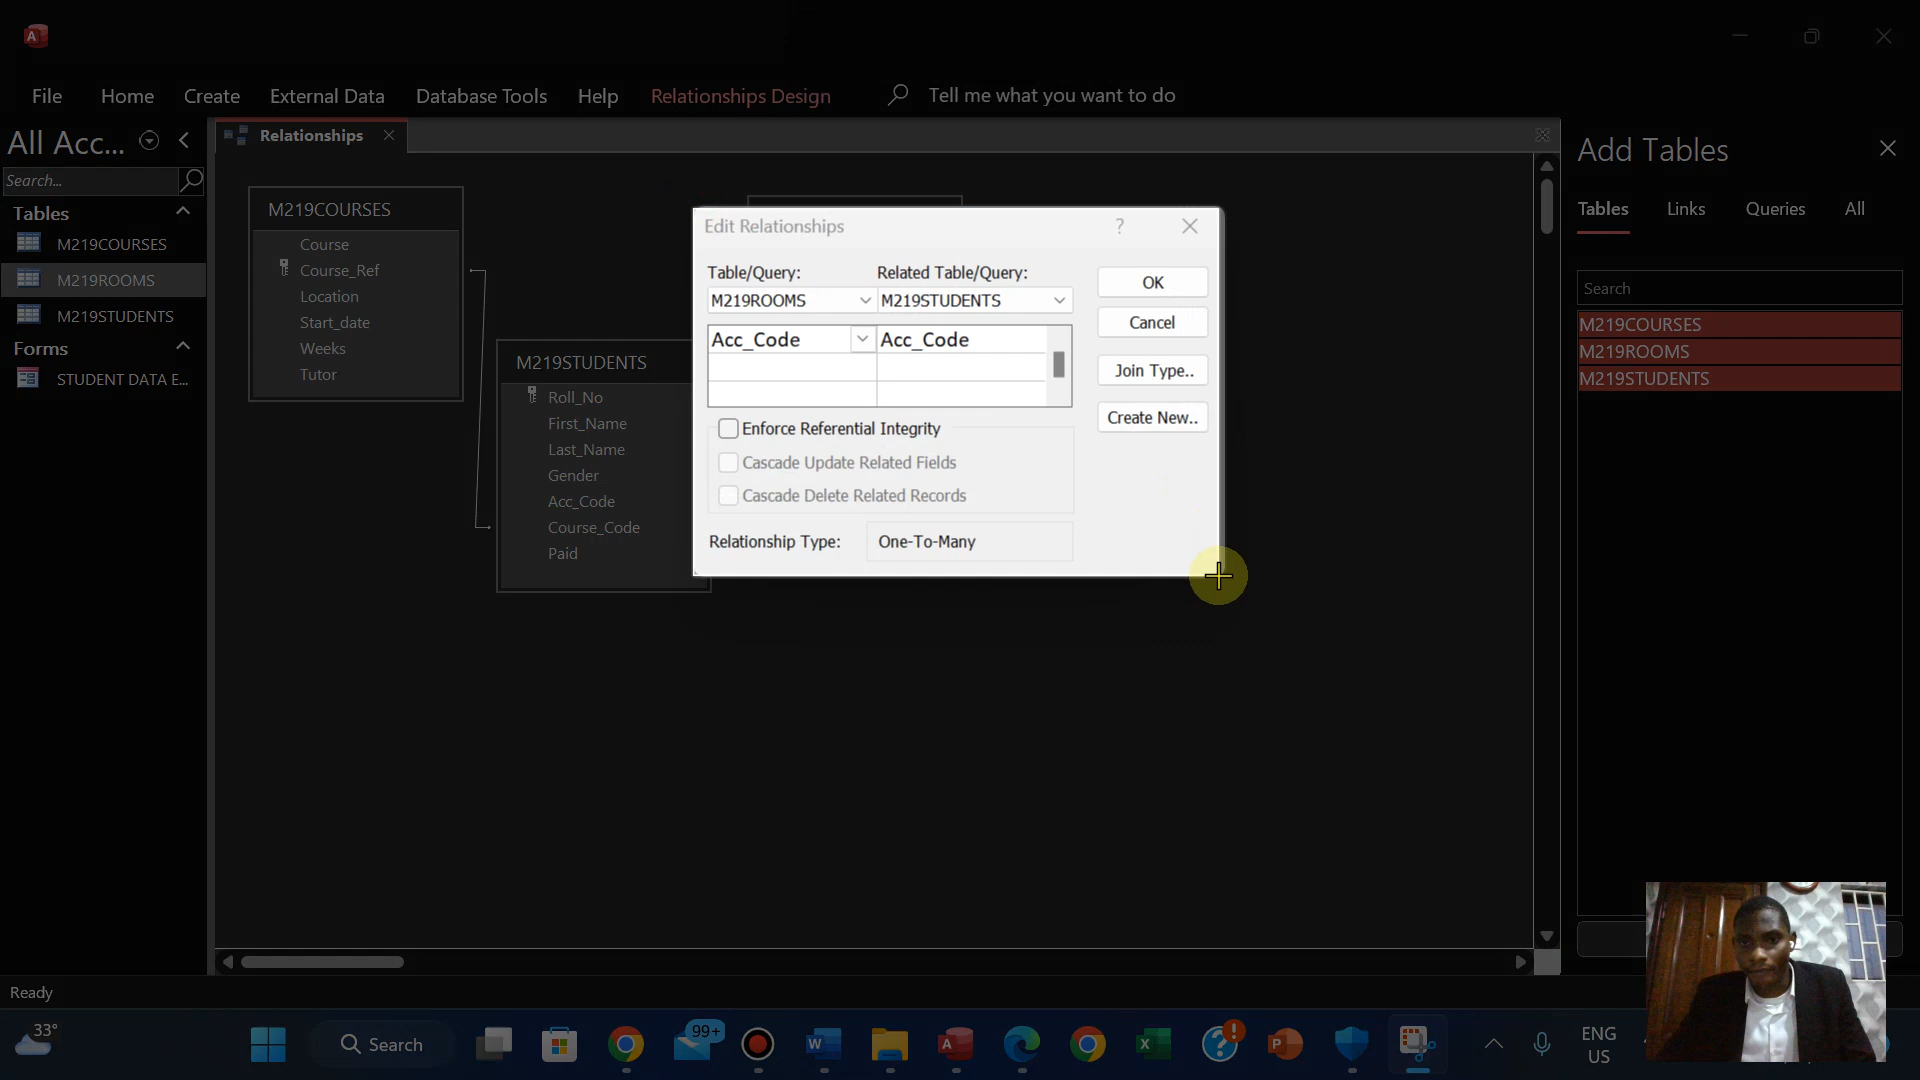 File Home Create External Data Database Tools Help Relationships Design Tell me what you want to do
All Acc...
Search...
Tables
M219COURSES
M219ROOMS
M219STUDENTS
Forms
STUDENT DATA E...
Relationships
M219COURSES
Course
Course_Ref
Location
Start_date
Weeks
Tutor
M219STUDENTS
Roll_No
First_Name
Last_Name
Gender
Acc_Code
Course_Code
Paid
Edit Relationships ?
Table/Query: Related Table/Query:
M219ROOMS M219STUDENTS
Acc_Code Acc_Code
Enforce Referential Integrity
Cascade Update Related Fields
Cascade Delete Related Records
Relationship Type: One-To-Many
OK
Cancel
Join Type..
Create New..
Add Tables
Tables Links Queries All
Search
M219COURSES
M219ROOMS
M219STUDENTS
Ready
33°
Search
99+
ENG
US